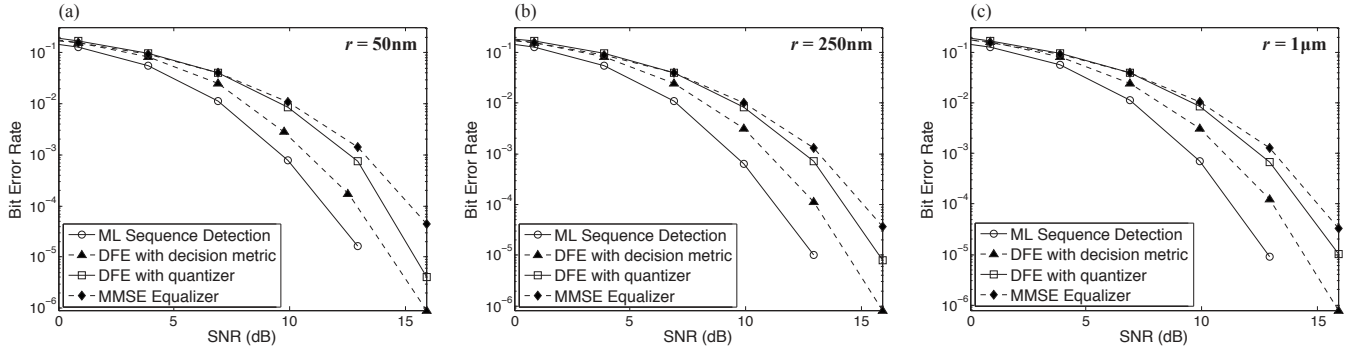 (a)
r = 50nm
10^-1
10^-2
10^-3
10^-4
10^-5
10^-6
Bit Error Rate
ML Sequence Detection
DFE with decision metric
DFE with quantizer
MMSE Equalizer
0 5 10 15
SNR (dB)
(b)
r = 250nm
10^-1
10^-2
10^-3
10^-4
10^-5
10^-6
Bit Error Rate
ML Sequence Detection
DFE with decision metric
DFE with quantizer
MMSE Equalizer
0 5 10 15
SNR (dB)
(c)
r = 1µm
10^-1
10^-2
10^-3
10^-4
10^-5
10^-6
Bit Error Rate
ML Sequence Detection
DFE with decision metric
DFE with quantizer
MMSE Equalizer
0 5 10 15
SNR (dB)